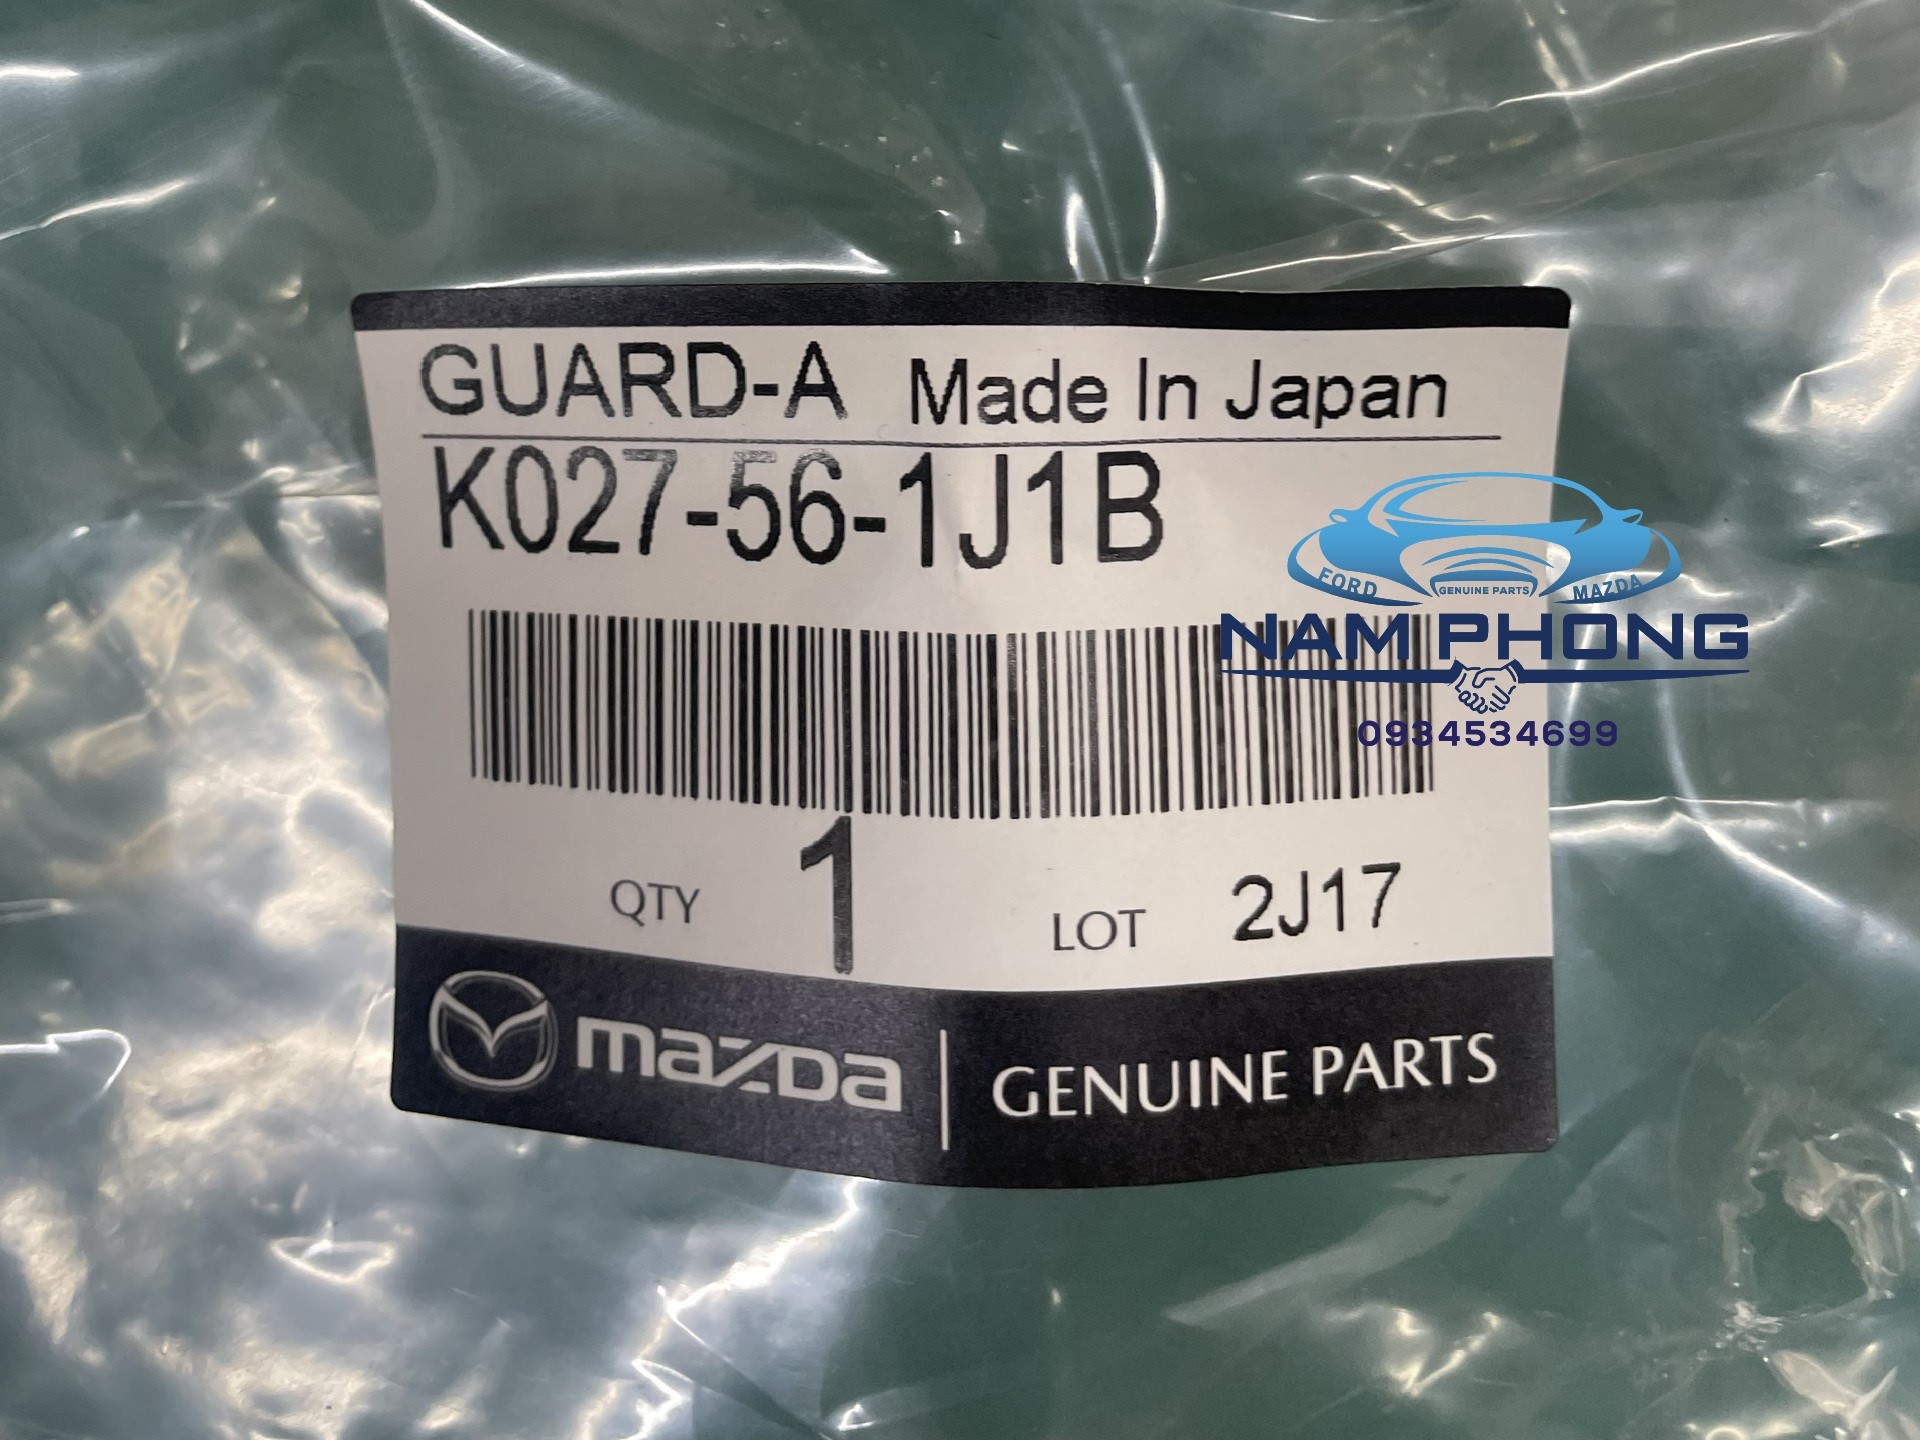 GUARD-A Made In Japan
K027-56-1J1B
FORD GENUINE PARTS MAZDA
NAM PHONG
0934534699
QTY 1 LOT 2J17
mazda GENUINE PARTS